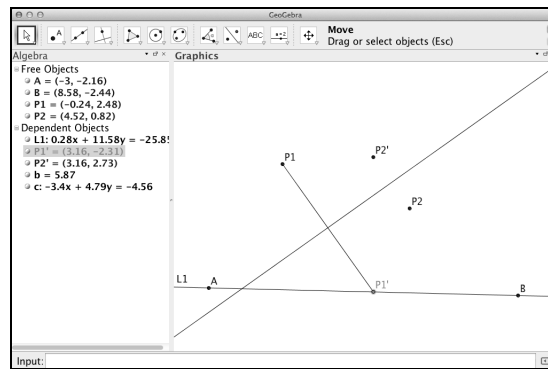 GeoGebra
ABC
a=2
Move
Drag or select objects (Esc)
Algebra
Graphics
Free Objects
A = (-3, -2.16)
B = (8.58, -2.44)
P1 = (-0.24, 2.48)
P2 = (4.52, 0.82)
Dependent Objects
L1: 0.28x + 11.58y = -25.85
P1' = (3.16, -2.31)
P2' = (3.16, 2.73)
b = 5.87
c: -3.4x + 4.79y = -4.56
P1
P2'
P2
L1
A
P1'
B
Input: